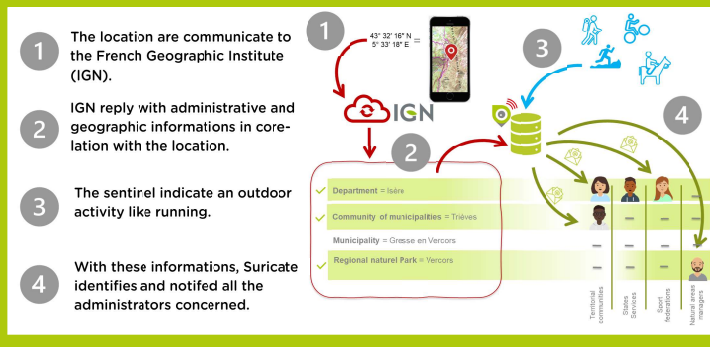 1
The location are communicate to
the French Geographic Institute
(IGN).
2
IGN reply with administrative and
geographic informations in core-
lation with the location.
3
The sentirel indicate an outdoor
activity like running.
4
With these informations, Suricate
identifies and notifed all the
administrators concerned.
1
43° 32' 16" N
5° 33' 18" E
=
IGN
2
3
4
Department = Isère
Community of municipalities = Trièves
Municipality = Gresse en Vercors
Regional naturel Park = Vercors
Territorial
communities
States
Services
Sport
federations
Natural areas
managers